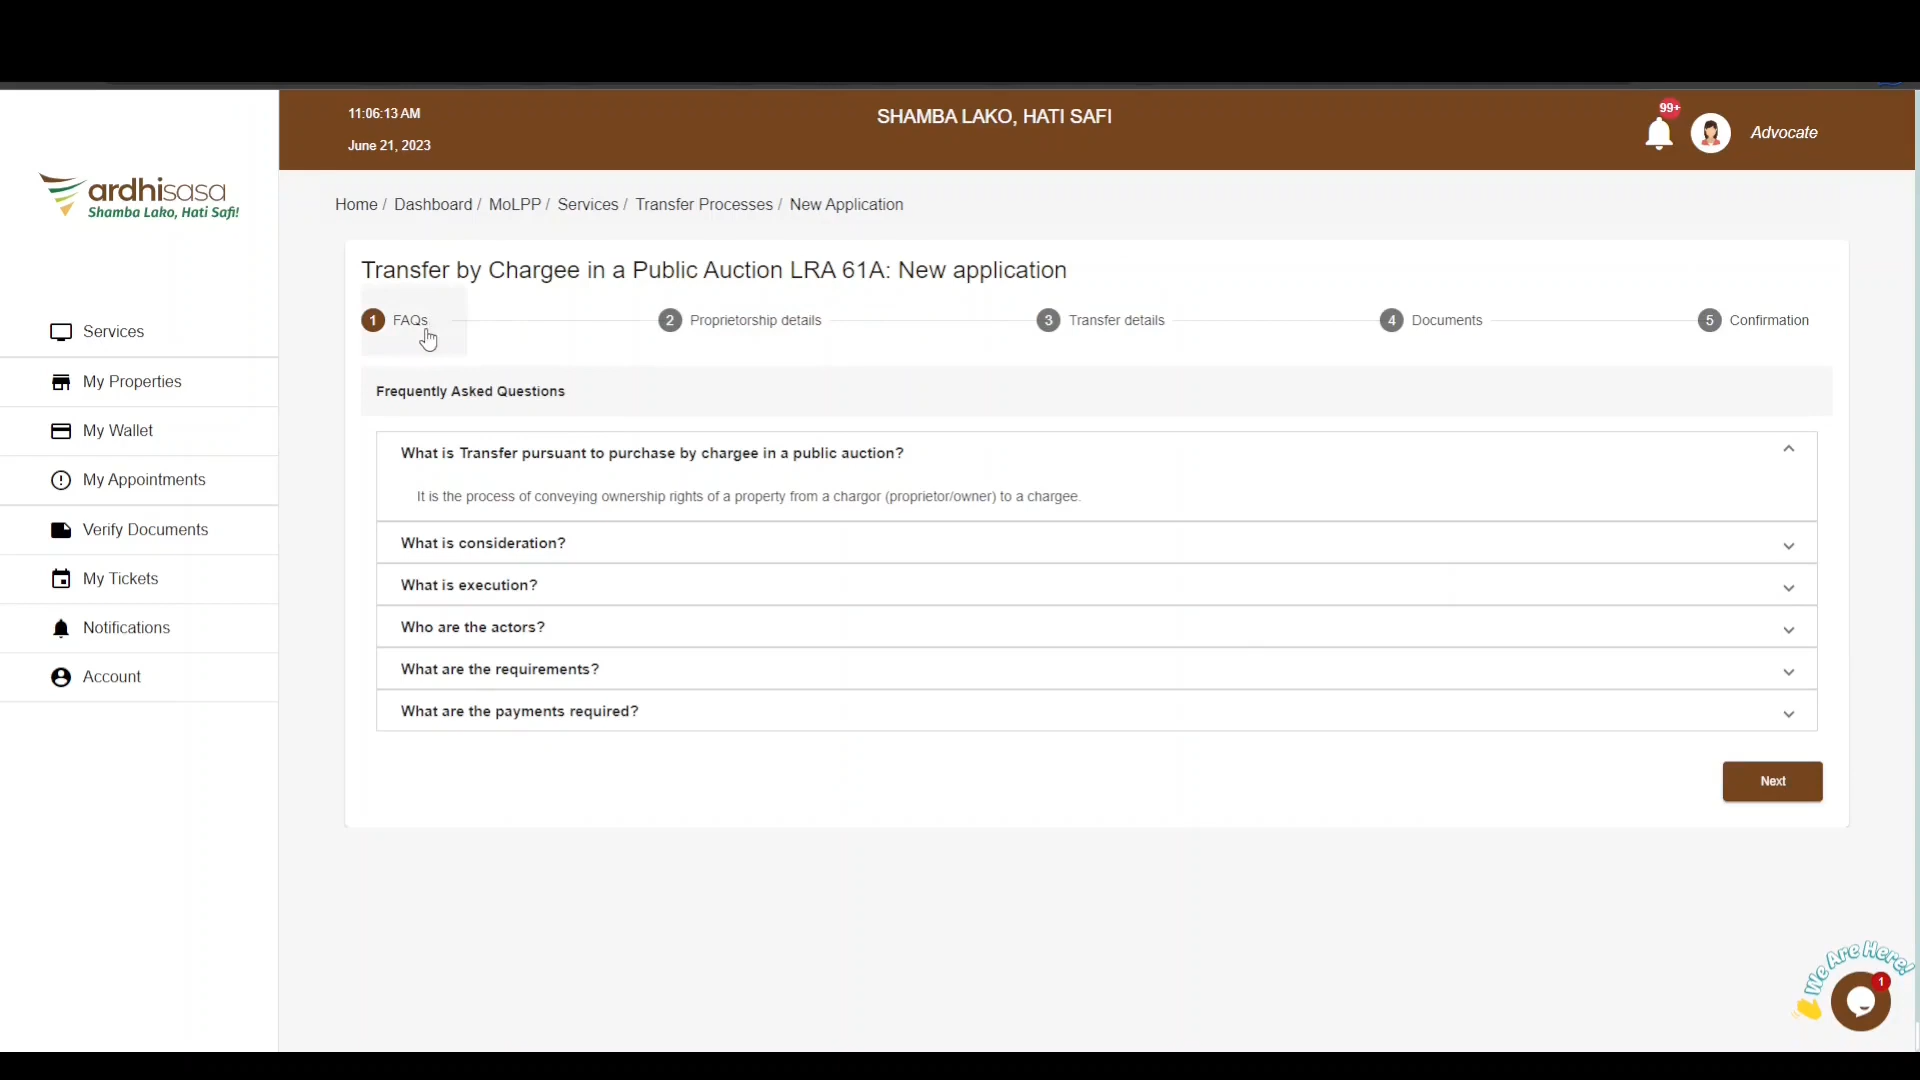 11:06:13 AM
June 21, 2023
SHAMBA LAKO, HATI SAFI
99+
Advocate
ardhisasa
Shamba Lako, Hati Safi!
Services
My Properties
My Wallet
My Appointments
Verify Documents
My Tickets
Notifications
Account
Home / Dashboard / MoLPP / Services / Transfer Processes / New Application
Transfer by Chargee in a Public Auction LRA 61A: New application
1 FAQs 2 Proprietorship details 3 Transfer details 4 Documents 5 Confirmation
Frequently Asked Questions
What is Transfer pursuant to purchase by chargee in a public auction?
It is the process of conveying ownership rights of a property from a chargor (proprietor/owner) to a chargee.
What is consideration?
What is execution?
Who are the actors?
What are the requirements?
What are the payments required?
Next
We Are Here!
1